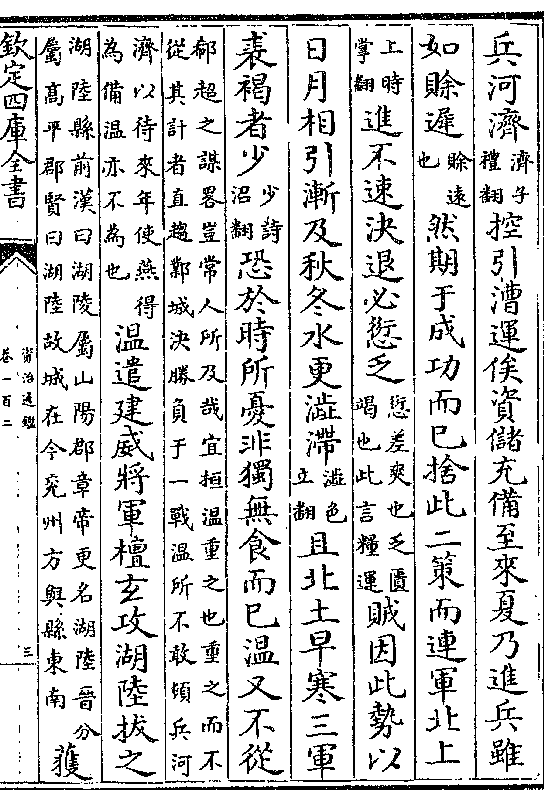 兵河濟濟子禮翻控引漕運俟資儲充備至來夏乃進兵雖
如賒遲賒遠也然期于成功而已捨此二策而連軍北上
上時掌翻進不速決退必愆乏愆差爽也乏匱竭也此言糧運賊因此勢以
日月相引漸及秋冬水更澁滯澁色立翻且北土早寒三軍
裘褐者少少詩沼翻恐於時所憂非獨無食而已溫又不從
郗超之謀畧豈常人所及哉宜桓溫重之也重之而不
從其計者直趨鄴城決勝負于一戰溫所不敢頓兵河
濟以待來年使燕得為備溫亦不為也溫遣建威將軍檀玄攻湖陸拔之
湖陸縣前漢曰湖陵屬山陽郡章帝更名湖陸晉分
屬高平郡賢曰湖陸故城在今兖州方與縣東南獲
欽定四庫全書
資治通鑑
卷一百二
三